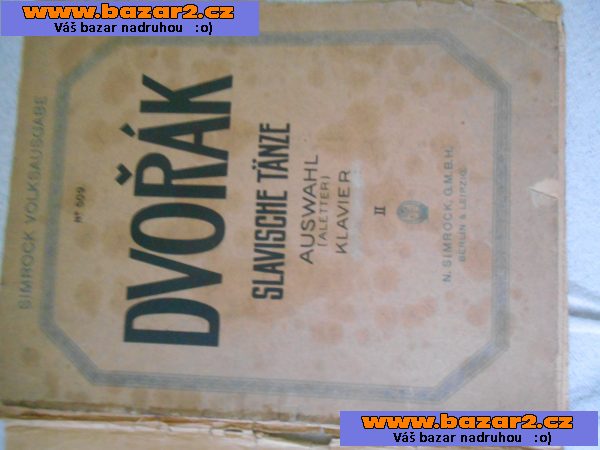 www.bazar2.cz
Váš bazar nadruhou :o)
SIMROCK VOLKSAUSGABE
Nº 609
DVOŘÁK
SLAVISCHE TÄNZE
AUSWAHL
(ALETTER)
KLAVIER
II
N. SIMROCK, G.M.B.H.
BERLIN & LEIPZIG
www.bazar2.cz
Váš bazar nadruhou :o)